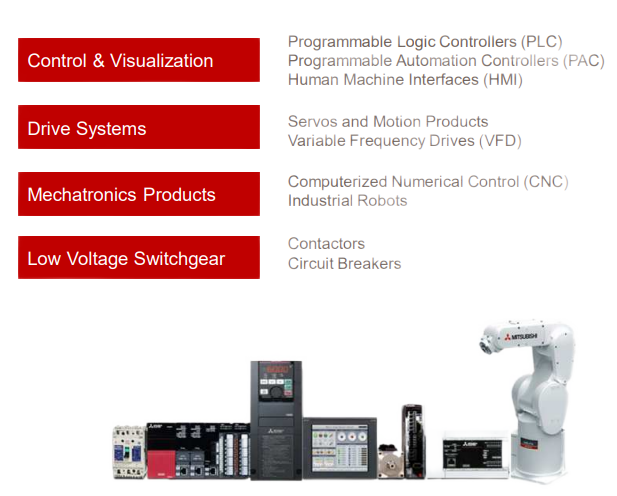 Control & Visualization
Programmable Logic Controllers (PLC)
Programmable Automation Controllers (PAC)
Human Machine Interfaces (HMI)
Drive Systems
Servos and Motion Products
Variable Frequency Drives (VFD)
Mechatronics Products
Computerized Numerical Control (CNC)
Industrial Robots
Low Voltage Switchgear
Contactors
Circuit Breakers
MITSUBISHI